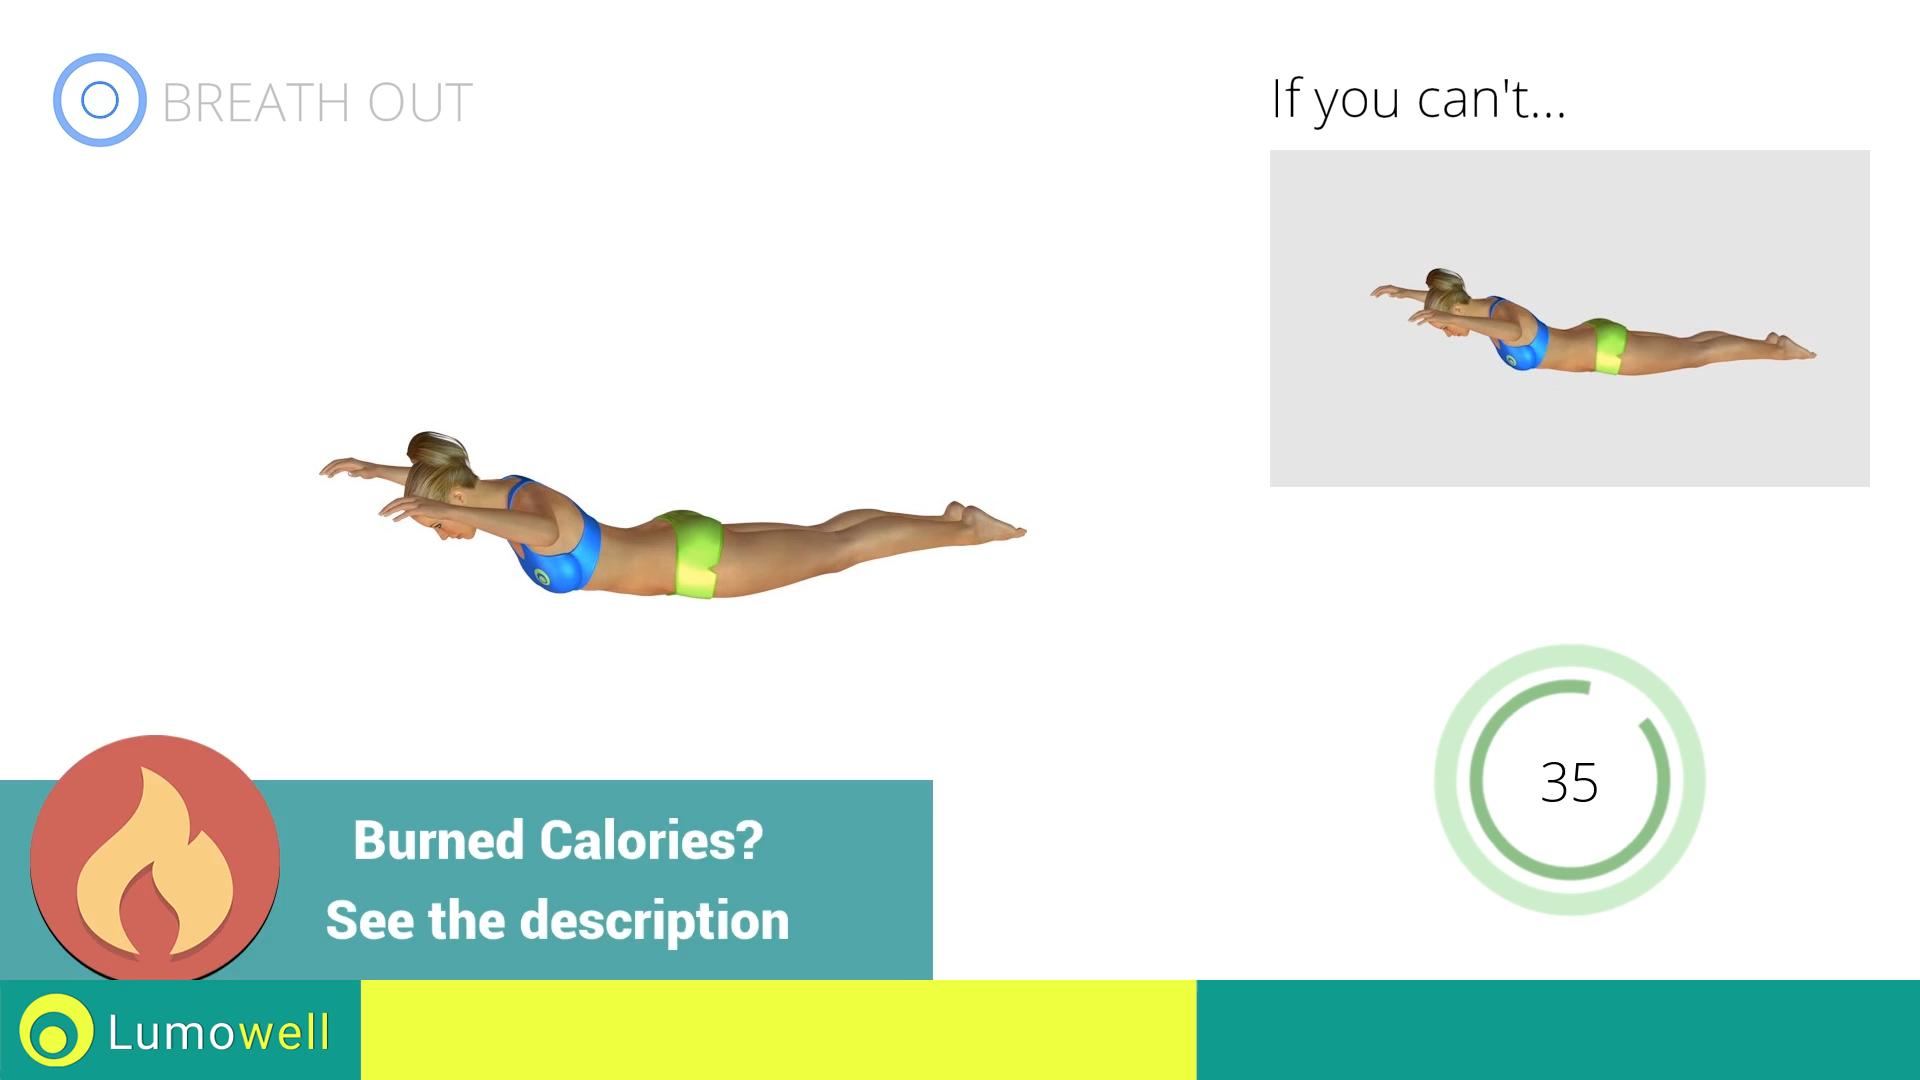 BREATH OUT
If you can't...
35
Burned Calories?
See the description
Lumowell